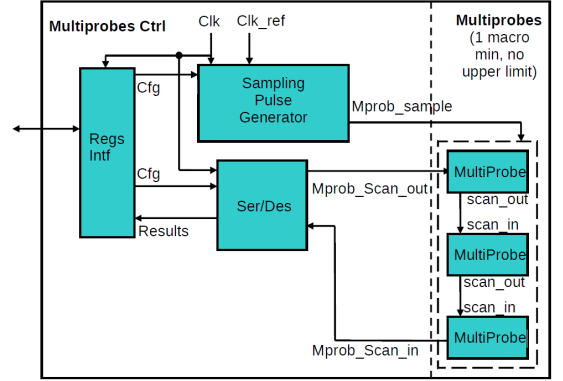 Multiprobes Ctrl
Clk
Clk_ref
Multiprobes
(1 macro
min, no
upper limit)
Cfg
Sampling
Pulse
Generator
Mprob_sample
Regs
Intf
Cfg
Results
Ser/Des
Mprob_Scan_out
MultiProbe
scan_out
scan_in
MultiProbe
scan_out
scan_in
MultiProbe
Mprob_Scan_in